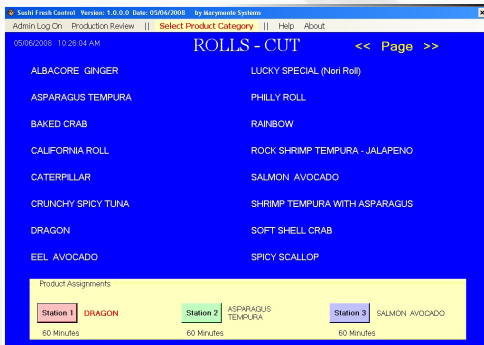 Sushi Fresh Control Version: 1.0.0.0 Date: 05/04/2008 by Marymonte Systems
Admin Log On Production Review || Select Product Category || Help About
05/06/2008 10:26:04 AM ROLLS - CUT << Page >>
ALBACORE GINGER LUCKY SPECIAL (Nori Roll)
ASPARAGUS TEMPURA PHILLY ROLL
BAKED CRAB RAINBOW
CALIFORNIA ROLL ROCK SHRIMP TEMPURA - JALAPENO
CATERPILLAR SALMON AVOCADO
CRUNCHY SPICY TUNA SHRIMP TEMPURA WITH ASPARAGUS
DRAGON SOFT SHELL CRAB
EEL AVOCADO SPICY SCALLOP
Product Assignments
Station 1 DRAGON Station 2 ASPARAGUS TEMPURA Station 3 SALMON AVOCADO
60 Minutes 60 Minutes 60 Minutes